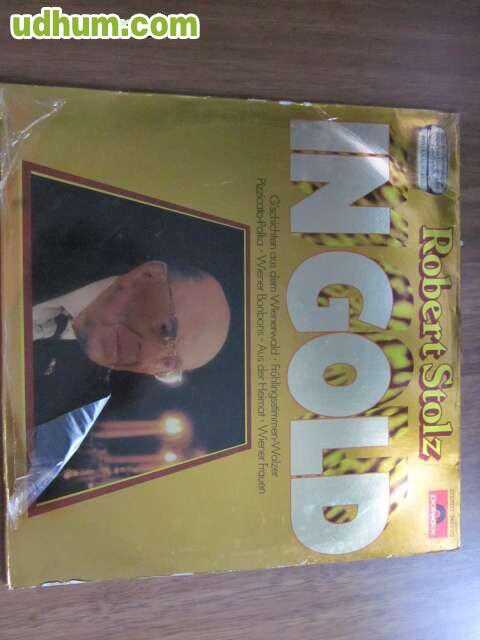 udhum.com
Robert Stolz
IN GOLD
G'schichten aus dem Wienerwald · Frühlingsstimmen-Walzer
Pizzicato-Polka · Wiener Bonbons · Aus der Heimat · Wiener Frauen